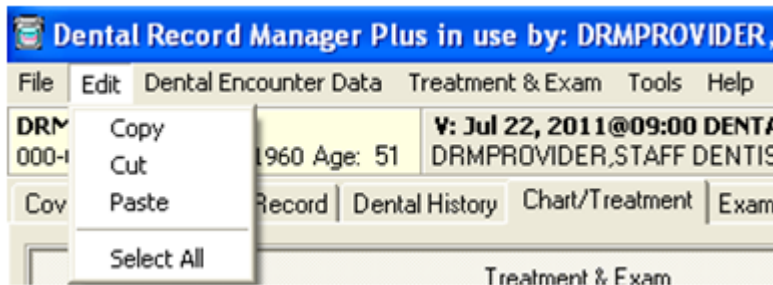 Dental Record Manager Plus in use by: DRMPROVIDER,
File Edit Dental Encounter Data Treatment & Exam Tools Help
Copy
Cut
Paste
Select All
DRM
1960 Age: 51
V: Jul 22, 2011@09:00 DENTA
DRMPROVIDER,STAFF DENTIS
Cov Record Dental History Chart/Treatment Exam
Treatment & Exam